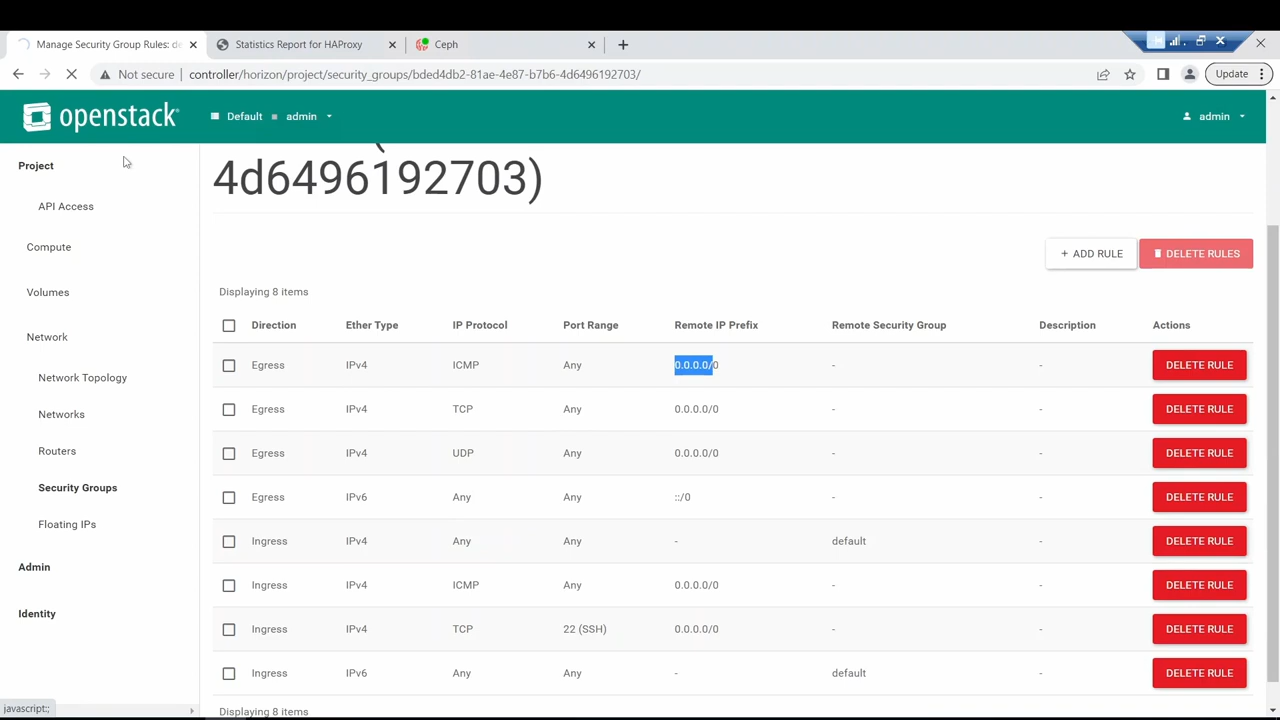 Manage Security Group Rules: de
Statistics Report for HAProxy
Ceph
Not secure
controller/horizon/project/security_groups/bded4db2-81ae-4e87-b7b6-4d6496192703/
Update
openstack
Default
admin
admin
Project
API Access
Compute
Volumes
Network
Network Topology
Networks
Routers
Security Groups
Floating IPs
Admin
Identity
4d6496192703)
+ ADD RULE
DELETE RULES
Displaying 8 items
Direction Ether Type IP Protocol Port Range Remote IP Prefix Remote Security Group Description Actions
Egress IPv4 ICMP Any 0.0.0.0/0 - - DELETE RULE
Egress IPv4 TCP Any 0.0.0.0/0 - - DELETE RULE
Egress IPv4 UDP Any 0.0.0.0/0 - - DELETE RULE
Egress IPv6 Any Any ::/0 - - DELETE RULE
Ingress IPv4 Any Any - default - DELETE RULE
Ingress IPv4 ICMP Any 0.0.0.0/0 - - DELETE RULE
Ingress IPv4 TCP 22 (SSH) 0.0.0.0/0 - - DELETE RULE
Ingress IPv6 Any Any - default - DELETE RULE
Displaying 8 items
javascript:;